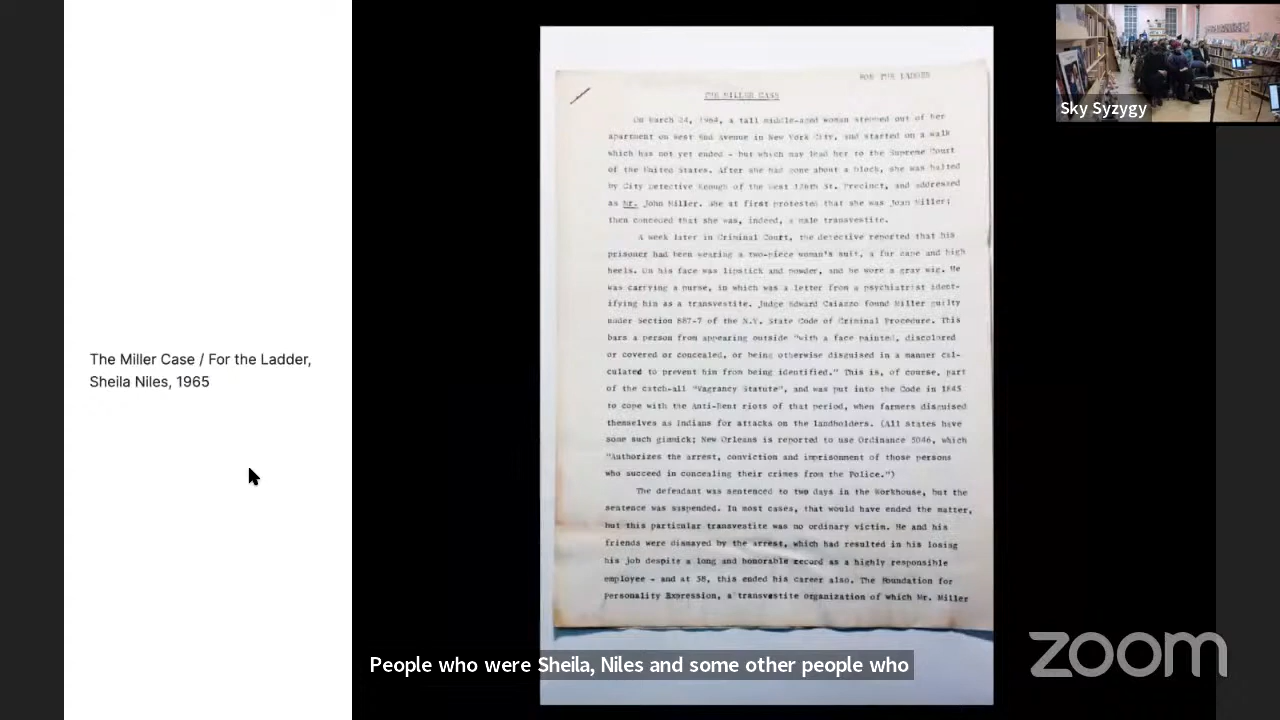 The Miller Case / For the Ladder,
Sheila Niles, 1965
FOR THE LADDER
THE MILLER CASE
On March 24, 1964, a tall middle-aged woman stepped out of her
apartment on West 82nd Avenue in New York City, and started on a walk
which has not yet ended - but which may lead her to the Supreme Court
of the United States. After she had gone about a block, she was halted
by City Detective Keough of the West 126th St. Precinct, and addressed
as Mr. John Miller. She at first protested that she was Joan Miller;
then conceded that she was, indeed, a male transvestite.
A week later in Criminal Court, the detective reported that his
prisoner had been wearing a two-piece woman's suit, a fur cape and high
heels. On his face was lipstick and powder, and he wore a gray wig. He
was carrying a purse, in which was a letter from a psychiatrist ident-
ifying him as a transvestite. Judge Edward Caiazzo found Miller guilty
under Section 887-7 of the N.Y. State Code of Criminal Procedure. This
bars a person from appearing outside "with a face painted, discolored
or covered or concealed, or being otherwise disguised in a manner cal-
culated to prevent him from being identified." This is, of course, part
of the catch-all "Vagrancy Statute", and was put into the Code in 1845
to cope with the Anti-Rent riots of that period, when farmers disguised
themselves as Indians for attacks on the landholders. (All states have
some such gimmick; New Orleans is reported to use Ordinance 5046, which
"Authorizes the arrest, conviction and imprisonment of those persons
who succeed in concealing their crimes from the Police.")
The defendant was sentenced to two days in the Workhouse, but the
sentence was suspended. In most cases, that would have ended the matter,
but this particular transvestite was no ordinary victim. He and his
friends were dismayed by the arrest, which had resulted in his losing
his job despite a long and honorable record as a highly responsible
employee - and at 58, this ended his career also. The Foundation for
Personality Expression, a transvestite organization of which Mr. Miller
People who were Sheila, Niles and some other people who
Sky Syzygy
zoom